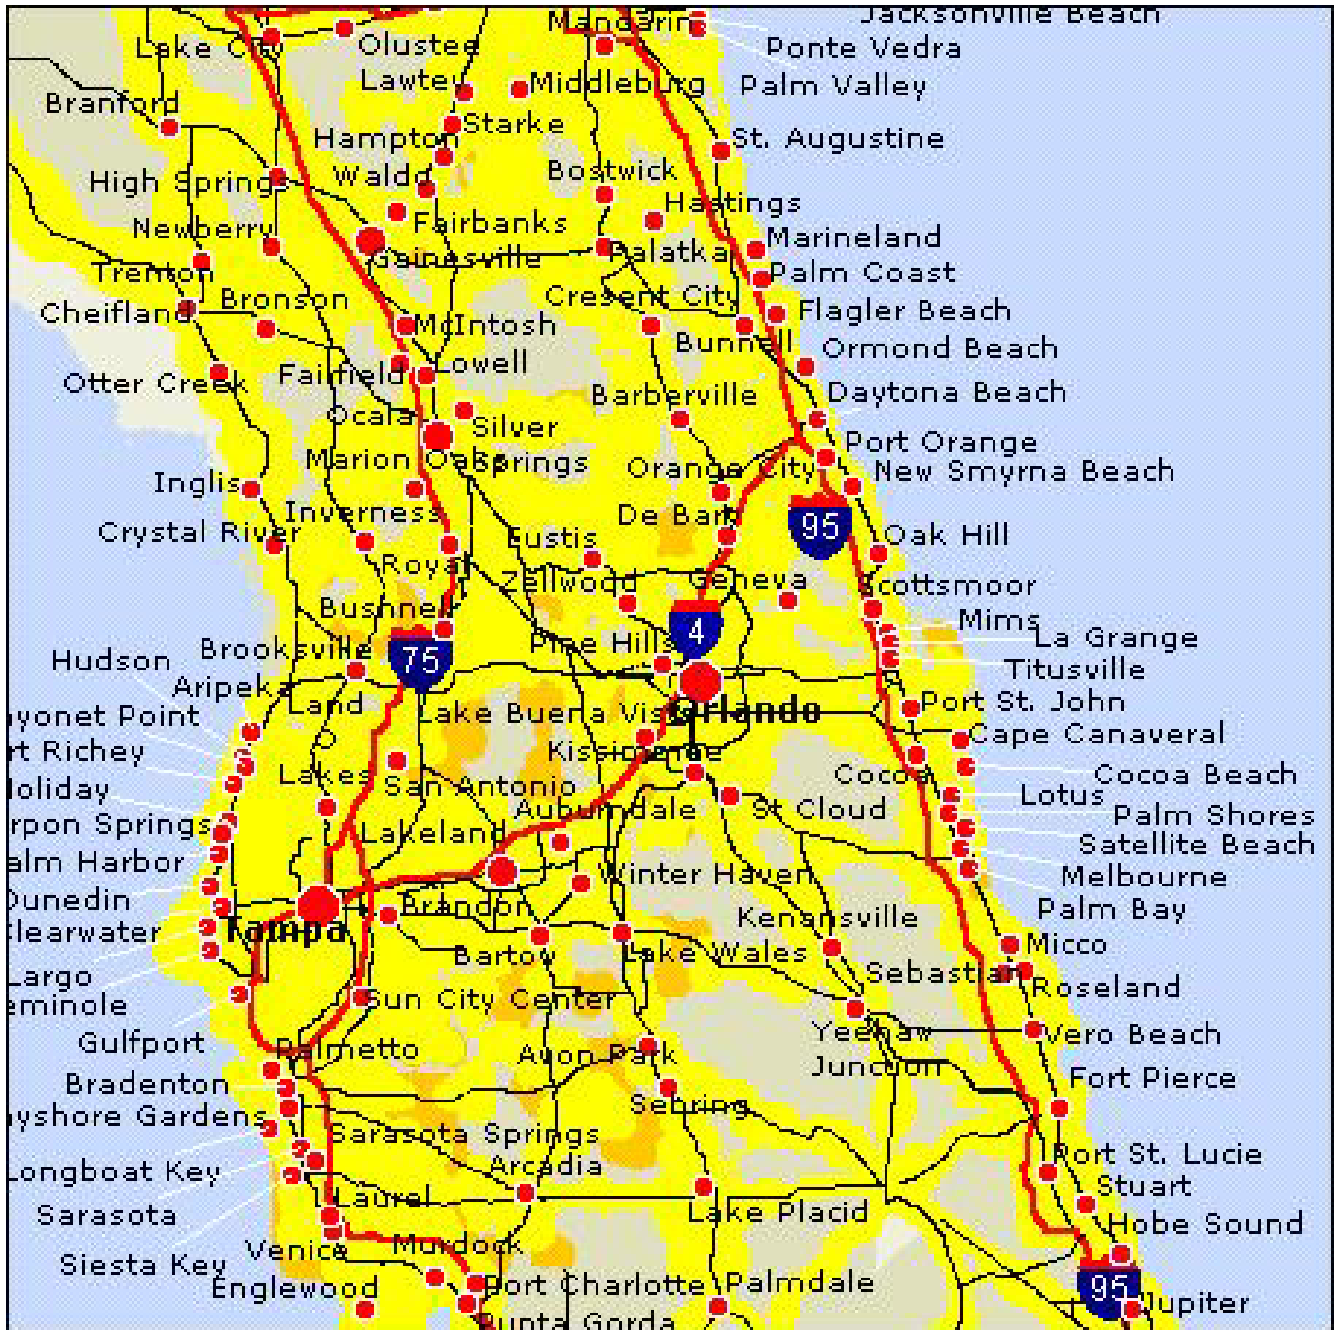 Mandarin
Jacksonville Beach
Lake City
Olustee
Ponte Vedra
Lawtey
Middleburg
Palm Valley
Branford
Starke
Hampton
St. Augustine
High Springs
Waldo
Bostwick
Hastings
Newberry
Fairbanks
Marineland
Gainesville
Palatka
Trenton
Palm Coast
Cheifland
Bronson
Cresent City
Flagler Beach
McIntosh
Bunnell
Ormond Beach
Otter Creek
Fairfield
Lowell
Barberville
Daytona Beach
Ocala
Silver
Springs
Port Orange
Marion Oaks
Orange City
New Smyrna Beach
Inglis
Inverness
De Bary
95
Crystal River
Eustis
Oak Hill
Royal
Zellwood
Geneva
Scottsmoor
Bushnell
4
Mims
Brooksville
75
Pine Hills
La Grange
Hudson
Titusville
Aripeka
Land
O
Lakes
Lake Buena Vista
Orlando
Port St. John
ayonet Point
Kissimmee
Cape Canaveral
rt Richey
San Antonio
Cocoa
Cocoa Beach
Holiday
Auburndale
St Cloud
Lotus
Palm Shores
rpon Springs
Lakeland
Satellite Beach
alm Harbor
Winter Haven
Melbourne
Dunedin
Brandon
Palm Bay
Clearwater
Tampa
Kenansville
Micco
Bartow
Lake Wales
Largo
Sebastian
Roseland
eminole
Sun City Center
Gulfport
Yeehaw
Junction
Vero Beach
Palmetto
Avon Park
Bradenton
Fort Pierce
ayshore Gardens
Sebring
Sarasota Springs
Longboat Key
Arcadia
Port St. Lucie
Sarasota
Laurel
Lake Placid
Stuart
Hobe Sound
Venice
Murdock
Siesta Key
Englewood
Port Charlotte
Palmdale
95
Jupiter
Punta Gorda